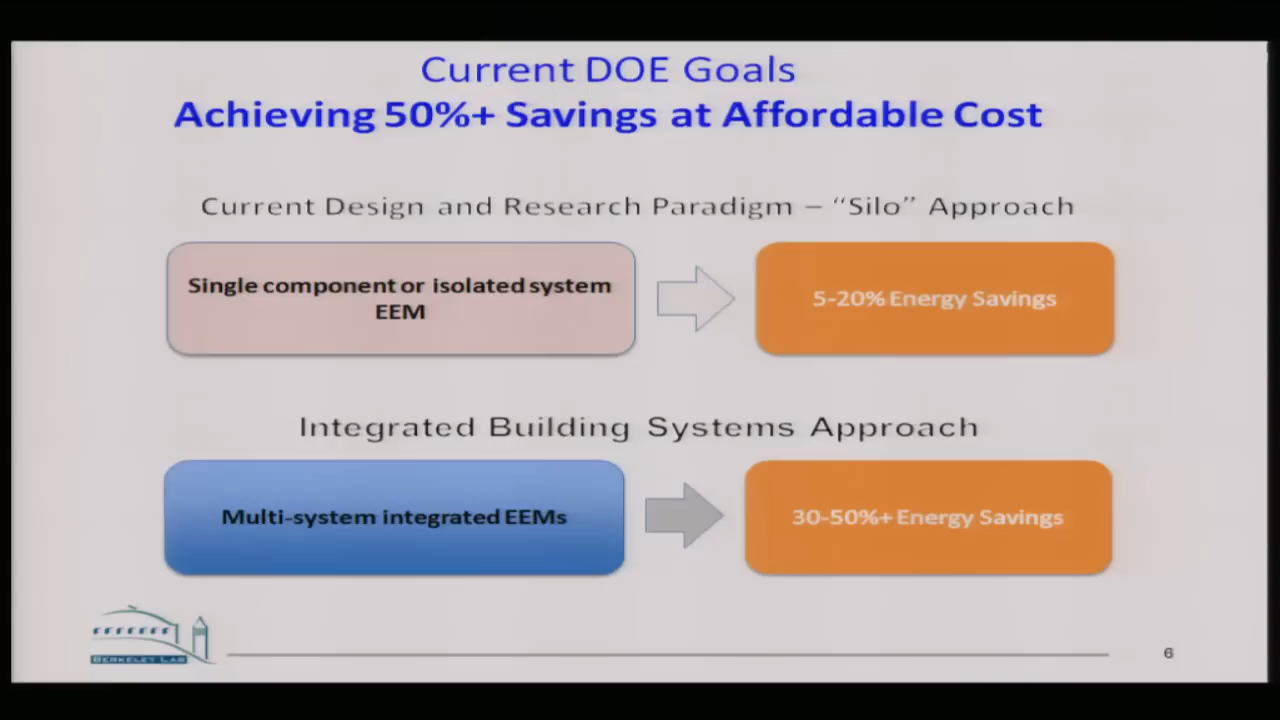 Current DOE Goals
Achieving 50%+ Savings at Affordable Cost
Current Design and Research Paradigm – “Silo” Approach
Single component or isolated system
EEM
5-20% Energy Savings
Integrated Building Systems Approach
Multi-system integrated EEMs
30-50%+ Energy Savings
BERKELEY LAB
6